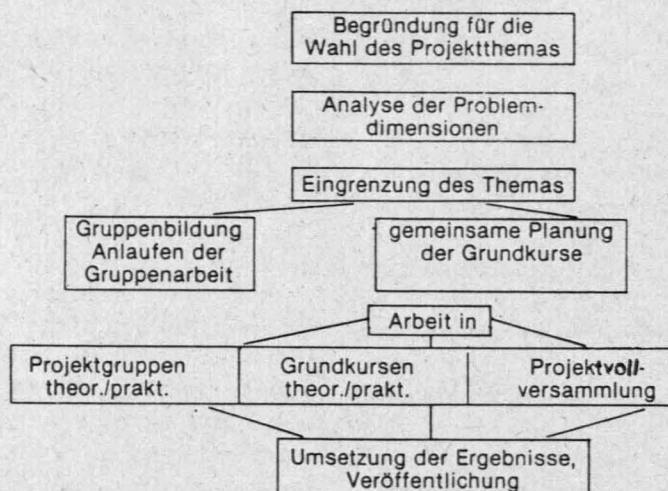 Begründung für die
Wahl des Projektthemas
Analyse der Problem-
dimensionen
Eingrenzung des Themas
Gruppenbildung
Anlaufen der
Gruppenarbeit
gemeinsame Planung
der Grundkurse
Arbeit in
Projektgruppen
theor./prakt.
Grundkursen
theor./prakt.
Projektvoll-
versammlung
Umsetzung der Ergebnisse,
Veröffentlichung